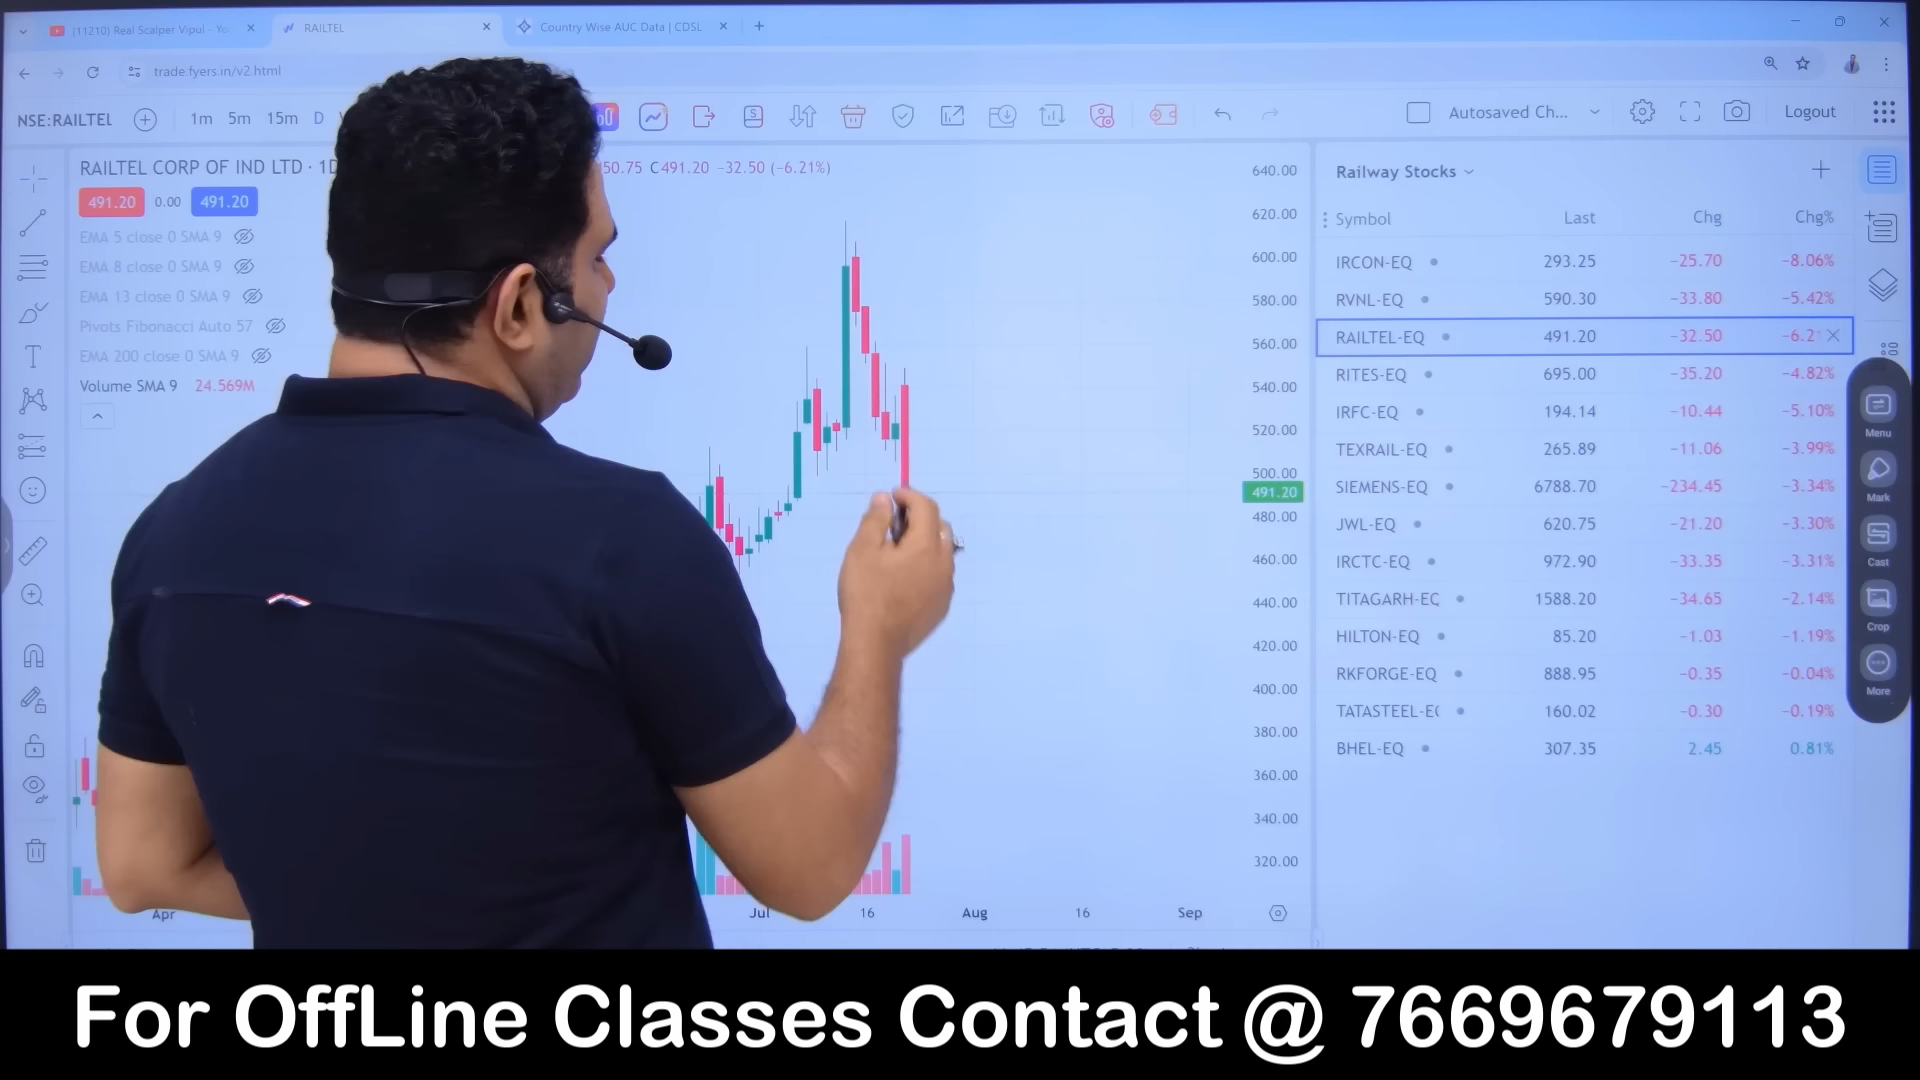 (11210) Real Scalper Vipul - Yo
RAILTEL
Country Wise AUC Data | CDSL
trade.fyers.in/v2.html
NSE:RAILTEL
1m 5m 15m D
Autosaved Ch...
Logout
RAILTEL CORP OF IND LTD · 1D
50.75 C491.20 −32.50 (−6.21%)
491.20 0.00 491.20
EMA 5 close 0 SMA 9
EMA 8 close 0 SMA 9
EMA 13 close 0 SMA 9
Pivots Fibonacci Auto 57
EMA 200 close 0 SMA 9
Volume SMA 9 24.569M
640.00
620.00
600.00
580.00
560.00
540.00
520.00
500.00
491.20
480.00
460.00
440.00
420.00
400.00
380.00
360.00
340.00
320.00
Apr Jul 16 Aug 16 Sep
Railway Stocks
Symbol Last Chg Chg%
IRCON-EQ 293.25 −25.70 −8.06%
RVNL-EQ 590.30 −33.80 −5.42%
RAILTEL-EQ 491.20 −32.50 −6.21
RITES-EQ 695.00 −35.20 −4.82%
IRFC-EQ 194.14 −10.44 −5.10%
TEXRAIL-EQ 265.89 −11.06 −3.99%
SIEMENS-EQ 6788.70 −234.45 −3.34%
JWL-EQ 620.75 −21.20 −3.30%
IRCTC-EQ 972.90 −33.35 −3.31%
TITAGARH-EQ 1588.20 −34.65 −2.14%
HILTON-EQ 85.20 −1.03 −1.19%
RKFORGE-EQ 888.95 −0.35 −0.04%
TATASTEEL-E 160.02 −0.30 −0.19%
BHEL-EQ 307.35 2.45 0.81%
Menu
Mark
Cast
Crop
More
For OffLine Classes Contact @ 7669679113